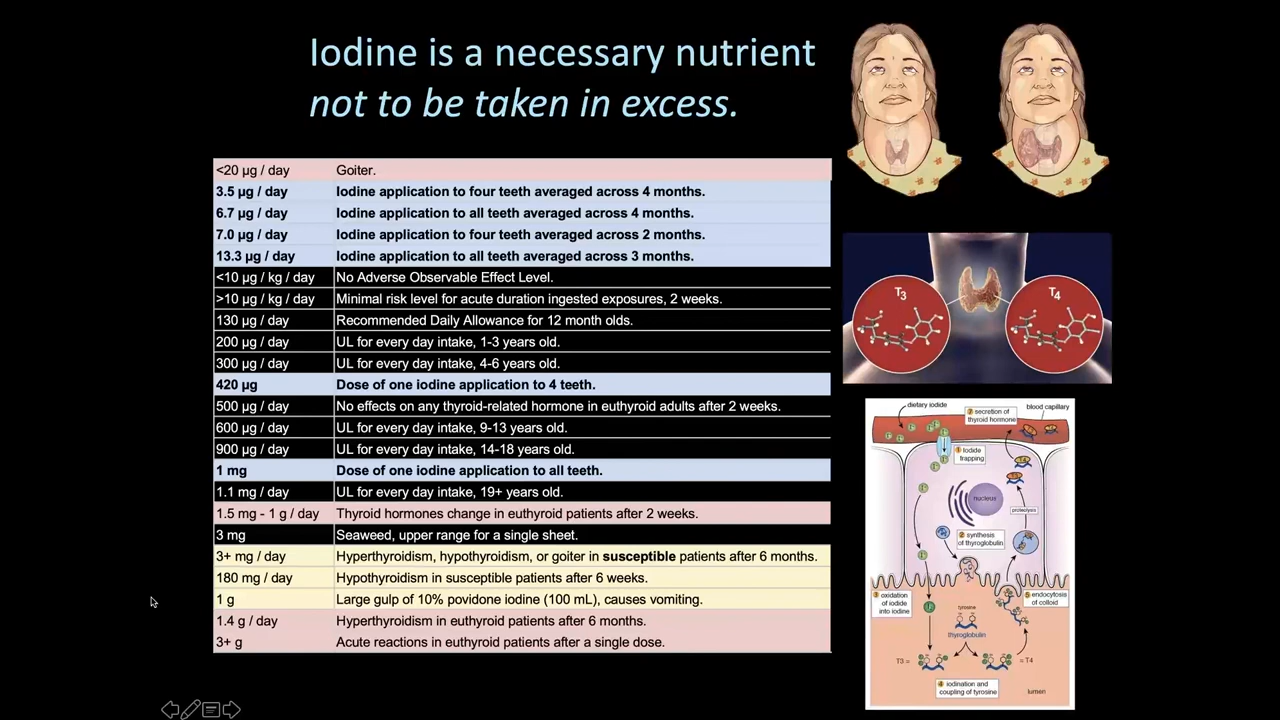 Iodine is a necessary nutrient
not to be taken in excess.
<20 µg / day Goiter.
3.5 µg / day Iodine application to four teeth averaged across 4 months.
6.7 µg / day Iodine application to all teeth averaged across 4 months.
7.0 µg / day Iodine application to four teeth averaged across 2 months.
13.3 µg / day Iodine application to all teeth averaged across 3 months.
<10 µg / kg / day No Adverse Observable Effect Level.
>10 µg / kg / day Minimal risk level for acute duration ingested exposures, 2 weeks.
130 µg / day Recommended Daily Allowance for 12 month olds.
200 µg / day UL for every day intake, 1-3 years old.
300 µg / day UL for every day intake, 4-6 years old.
420 µg Dose of one iodine application to 4 teeth.
500 µg / day No effects on any thyroid-related hormone in euthyroid adults after 2 weeks.
600 µg / day UL for every day intake, 9-13 years old.
900 µg / day UL for every day intake, 14-18 years old.
1 mg Dose of one iodine application to all teeth.
1.1 mg / day UL for every day intake, 19+ years old.
1.5 mg - 1 g / day Thyroid hormones change in euthyroid patients after 2 weeks.
3 mg Seaweed, upper range for a single sheet.
3+ mg / day Hyperthyroidism, hypothyroidism, or goiter in susceptible patients after 6 months.
180 mg / day Hypothyroidism in susceptible patients after 6 weeks.
1 g Large gulp of 10% povidone iodine (100 mL), causes vomiting.
1.4 g / day Hyperthyroidism in euthyroid patients after 6 months.
3+ g Acute reactions in euthyroid patients after a single dose.
T3 T4
dietary iodide
7 secretion of
thyroid hormone
blood capillary
1 Iodide
trapping
nucleus
proteolysis
2 synthesis
of thyroglobulin
3 oxidation
of iodide
into iodine
5 endocytosis
of colloid
tyrosine
thyroglobulin
T3 = = T4
4 iodination and
coupling of tyrosine
lumen